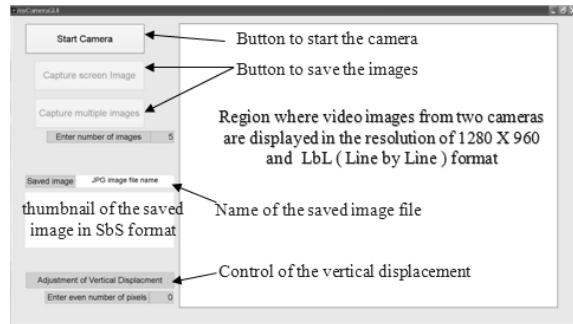 myCameraGUI
Start Camera
Button to start the camera
Capture screen Image
Button to save the images
Capture multiple images
Enter number of images 5
Region where video images from two cameras
are displayed in the resolution of 1280 X 960
and LbL ( Line by Line ) format
Saved image JPG image file name
thumbnail of the saved
image in SbS format
Name of the saved image file
Control of the vertical displacement
Adjustment of Vertical Displacment
Enter even number of pixels 0